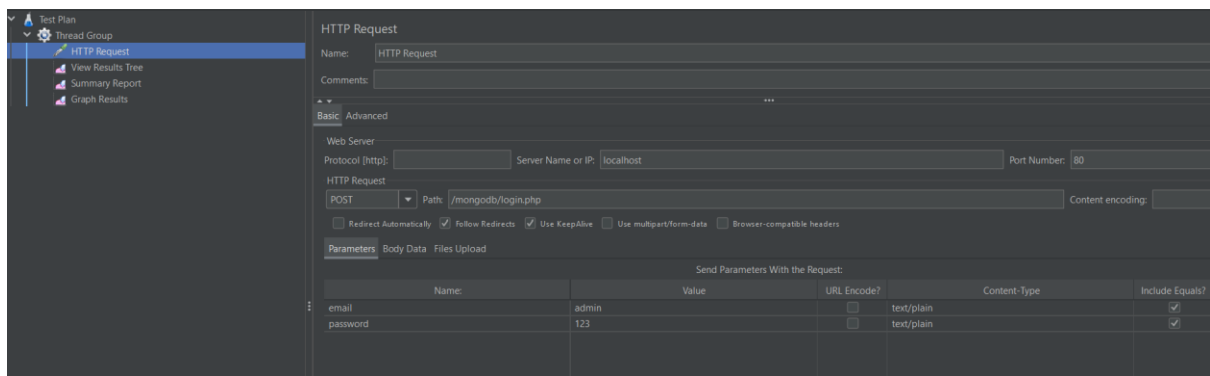 Test Plan
Thread Group
HTTP Request
View Results Tree
Summary Report
Graph Results
HTTP Request
Name: HTTP Request
Comments:
Basic Advanced
Web Server
Protocol [http]: Server Name or IP: localhost Port Number: 80
HTTP Request
POST Path: /mongodb/login.php Content encoding:
Redirect Automatically Follow Redirects Use KeepAlive Use multipart/form-data Browser-compatible headers
Parameters Body Data Files Upload
Send Parameters With the Request:
Name: Value URL Encode? Content-Type Include Equals?
email admin text/plain
password 123 text/plain